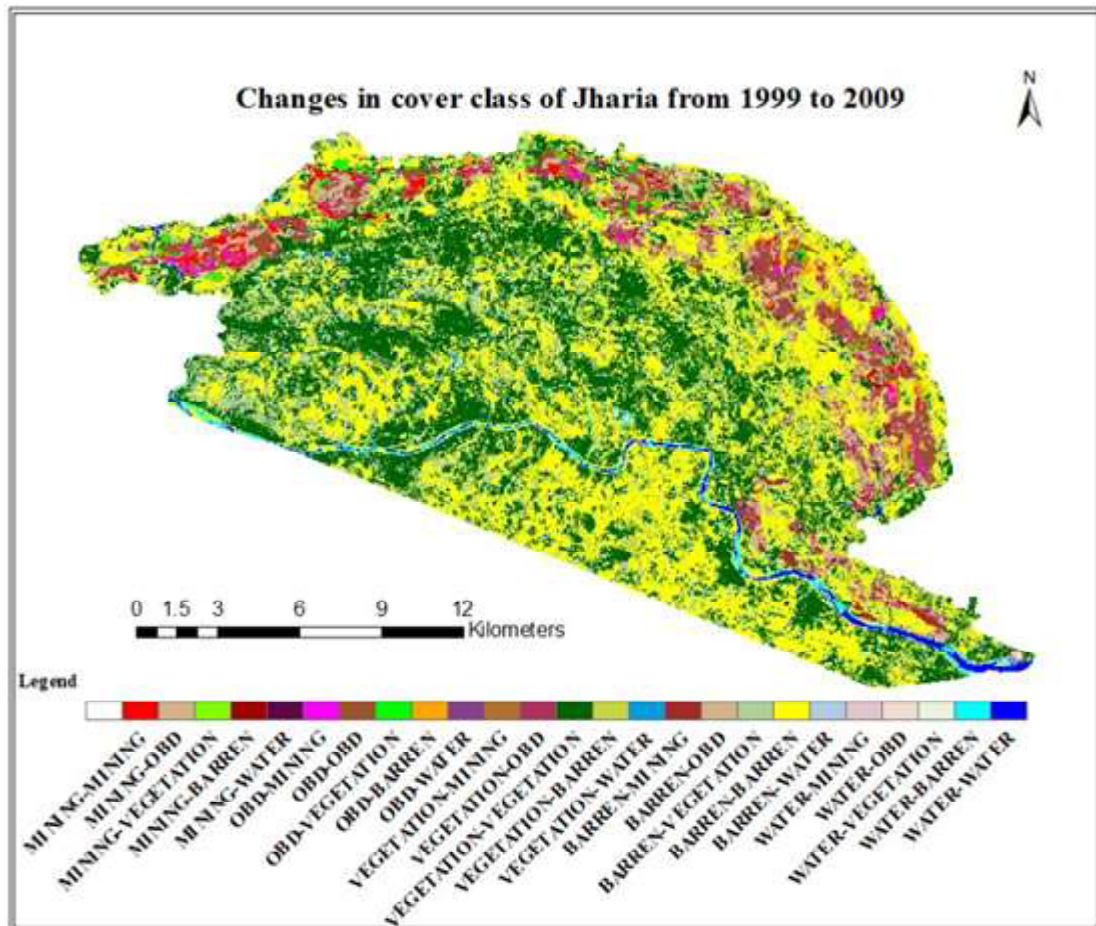 N
Changes in cover class of Jharia from 1999 to 2009
0 1.5 3 6 9 12
Kilometers
Legend
MINING-MINING
MINING-OBD
MINING-VEGETATION
MINING-BARREN
MINING-WATER
OBD-MINING
OBD-OBD
OBD-VEGETATION
OBD-BARREN
OBD-WATER
VEGETATION-MINING
VEGETATION-OBD
VEGETATION-VEGETATION
VEGETATION-BARREN
VEGETATION-WATER
BARREN-MINING
BARREN-OBD
BARREN-VEGETATION
BARREN-BARREN
BARREN-WATER
WATER-MINING
WATER-OBD
WATER-VEGETATION
WATER-BARREN
WATER-WATER